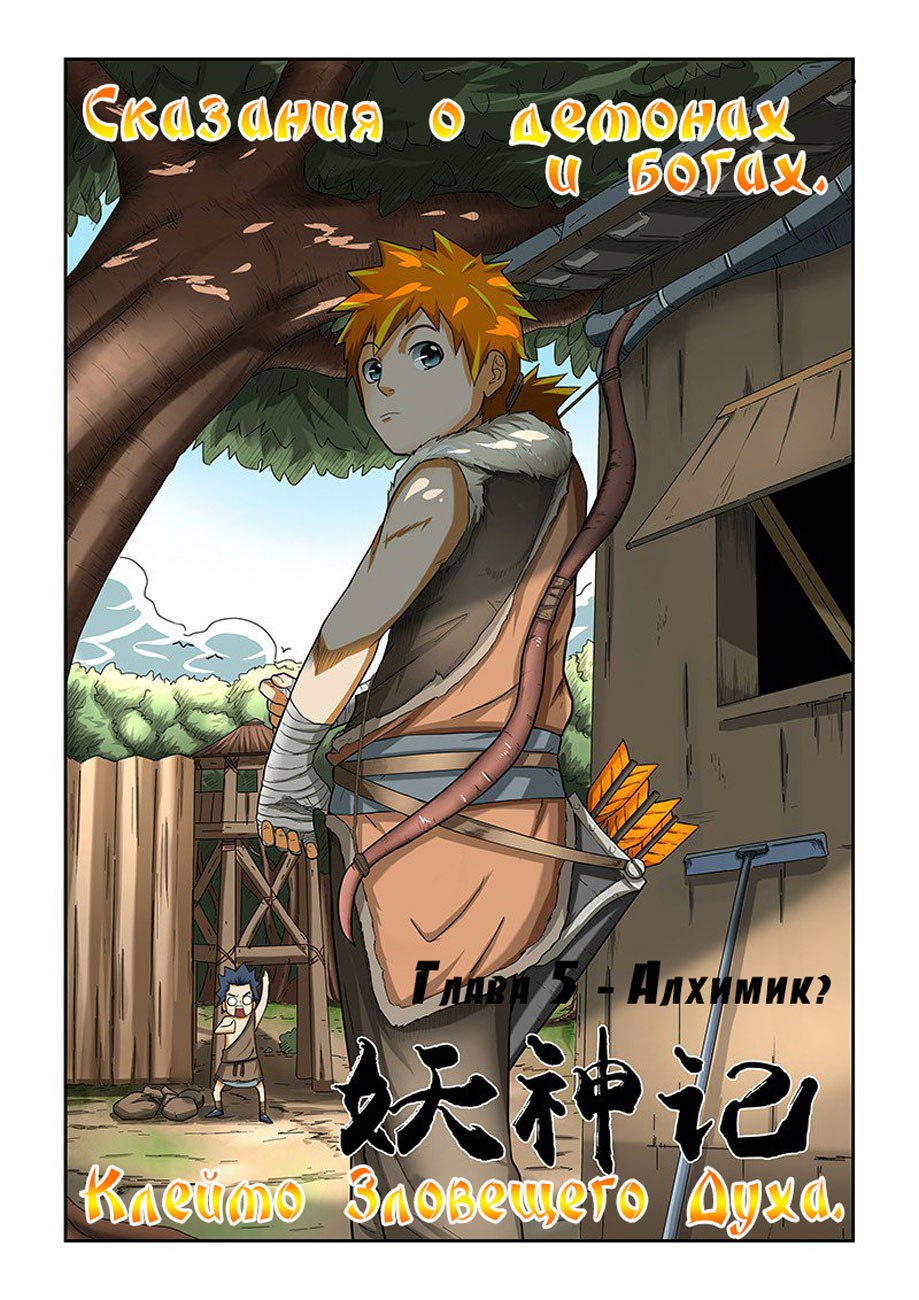 Сказания о демонах
и богах.
Глава 5 - Алхимик?
妖神记
Клеймо Зловещего Духа.